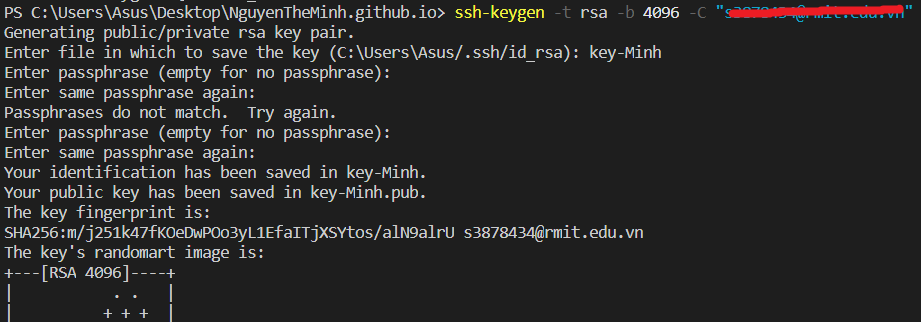 PS C:\Users\Asus\Desktop\NguyenTheMinh.github.io> ssh-keygen -t rsa -b 4096 -C "s3878434@rmit.edu.vn"
Generating public/private rsa key pair.
Enter file in which to save the key (C:\Users\Asus/.ssh/id_rsa): key-Minh
Enter passphrase (empty for no passphrase):
Enter same passphrase again:
Passphrases do not match.  Try again.
Enter passphrase (empty for no passphrase):
Enter same passphrase again:
Your identification has been saved in key-Minh.
Your public key has been saved in key-Minh.pub.
The key fingerprint is:
SHA256:m/j251k47fKOeDwPOo3yL1EfaITjXSYtos/alN9alrU s3878434@rmit.edu.vn
The key's randomart image is:
+---[RSA 4096]----+
|          . .    |
|         + + +   |